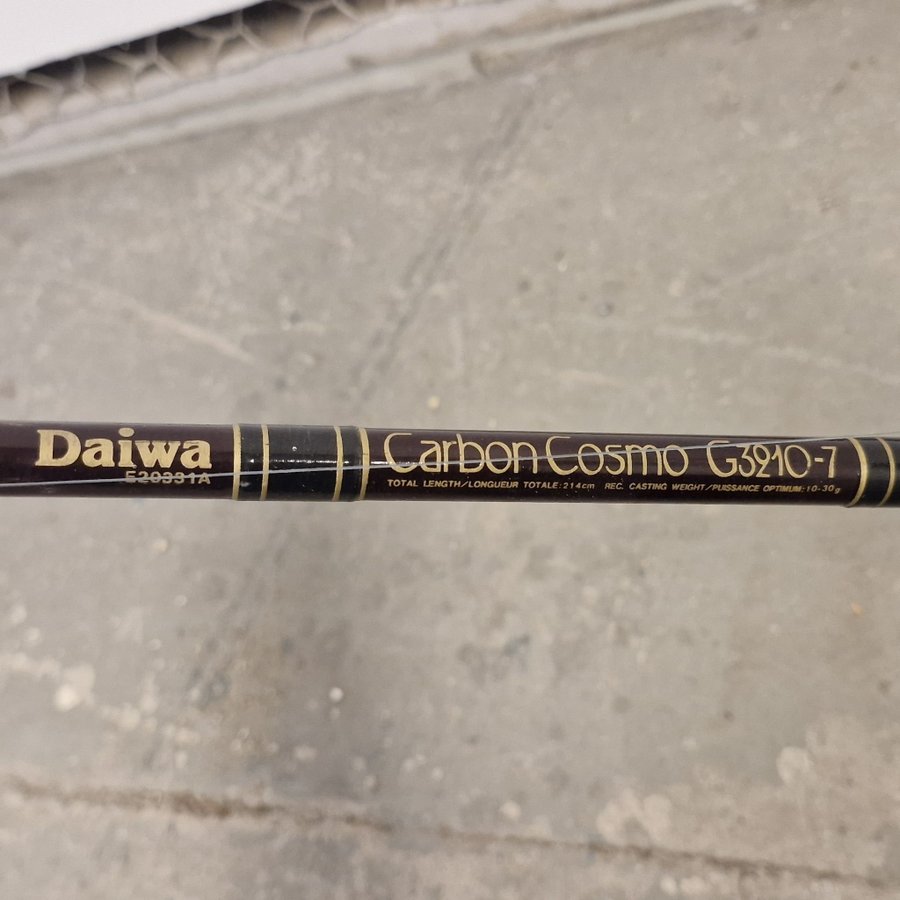 Daiwa
Carbon Cosmo G3210-7
TOTAL LENGTH/LONGUEUR TOTALE:214cm REC. CASTING WEIGHT/PUISSANCE OPTIMUM:10-30g